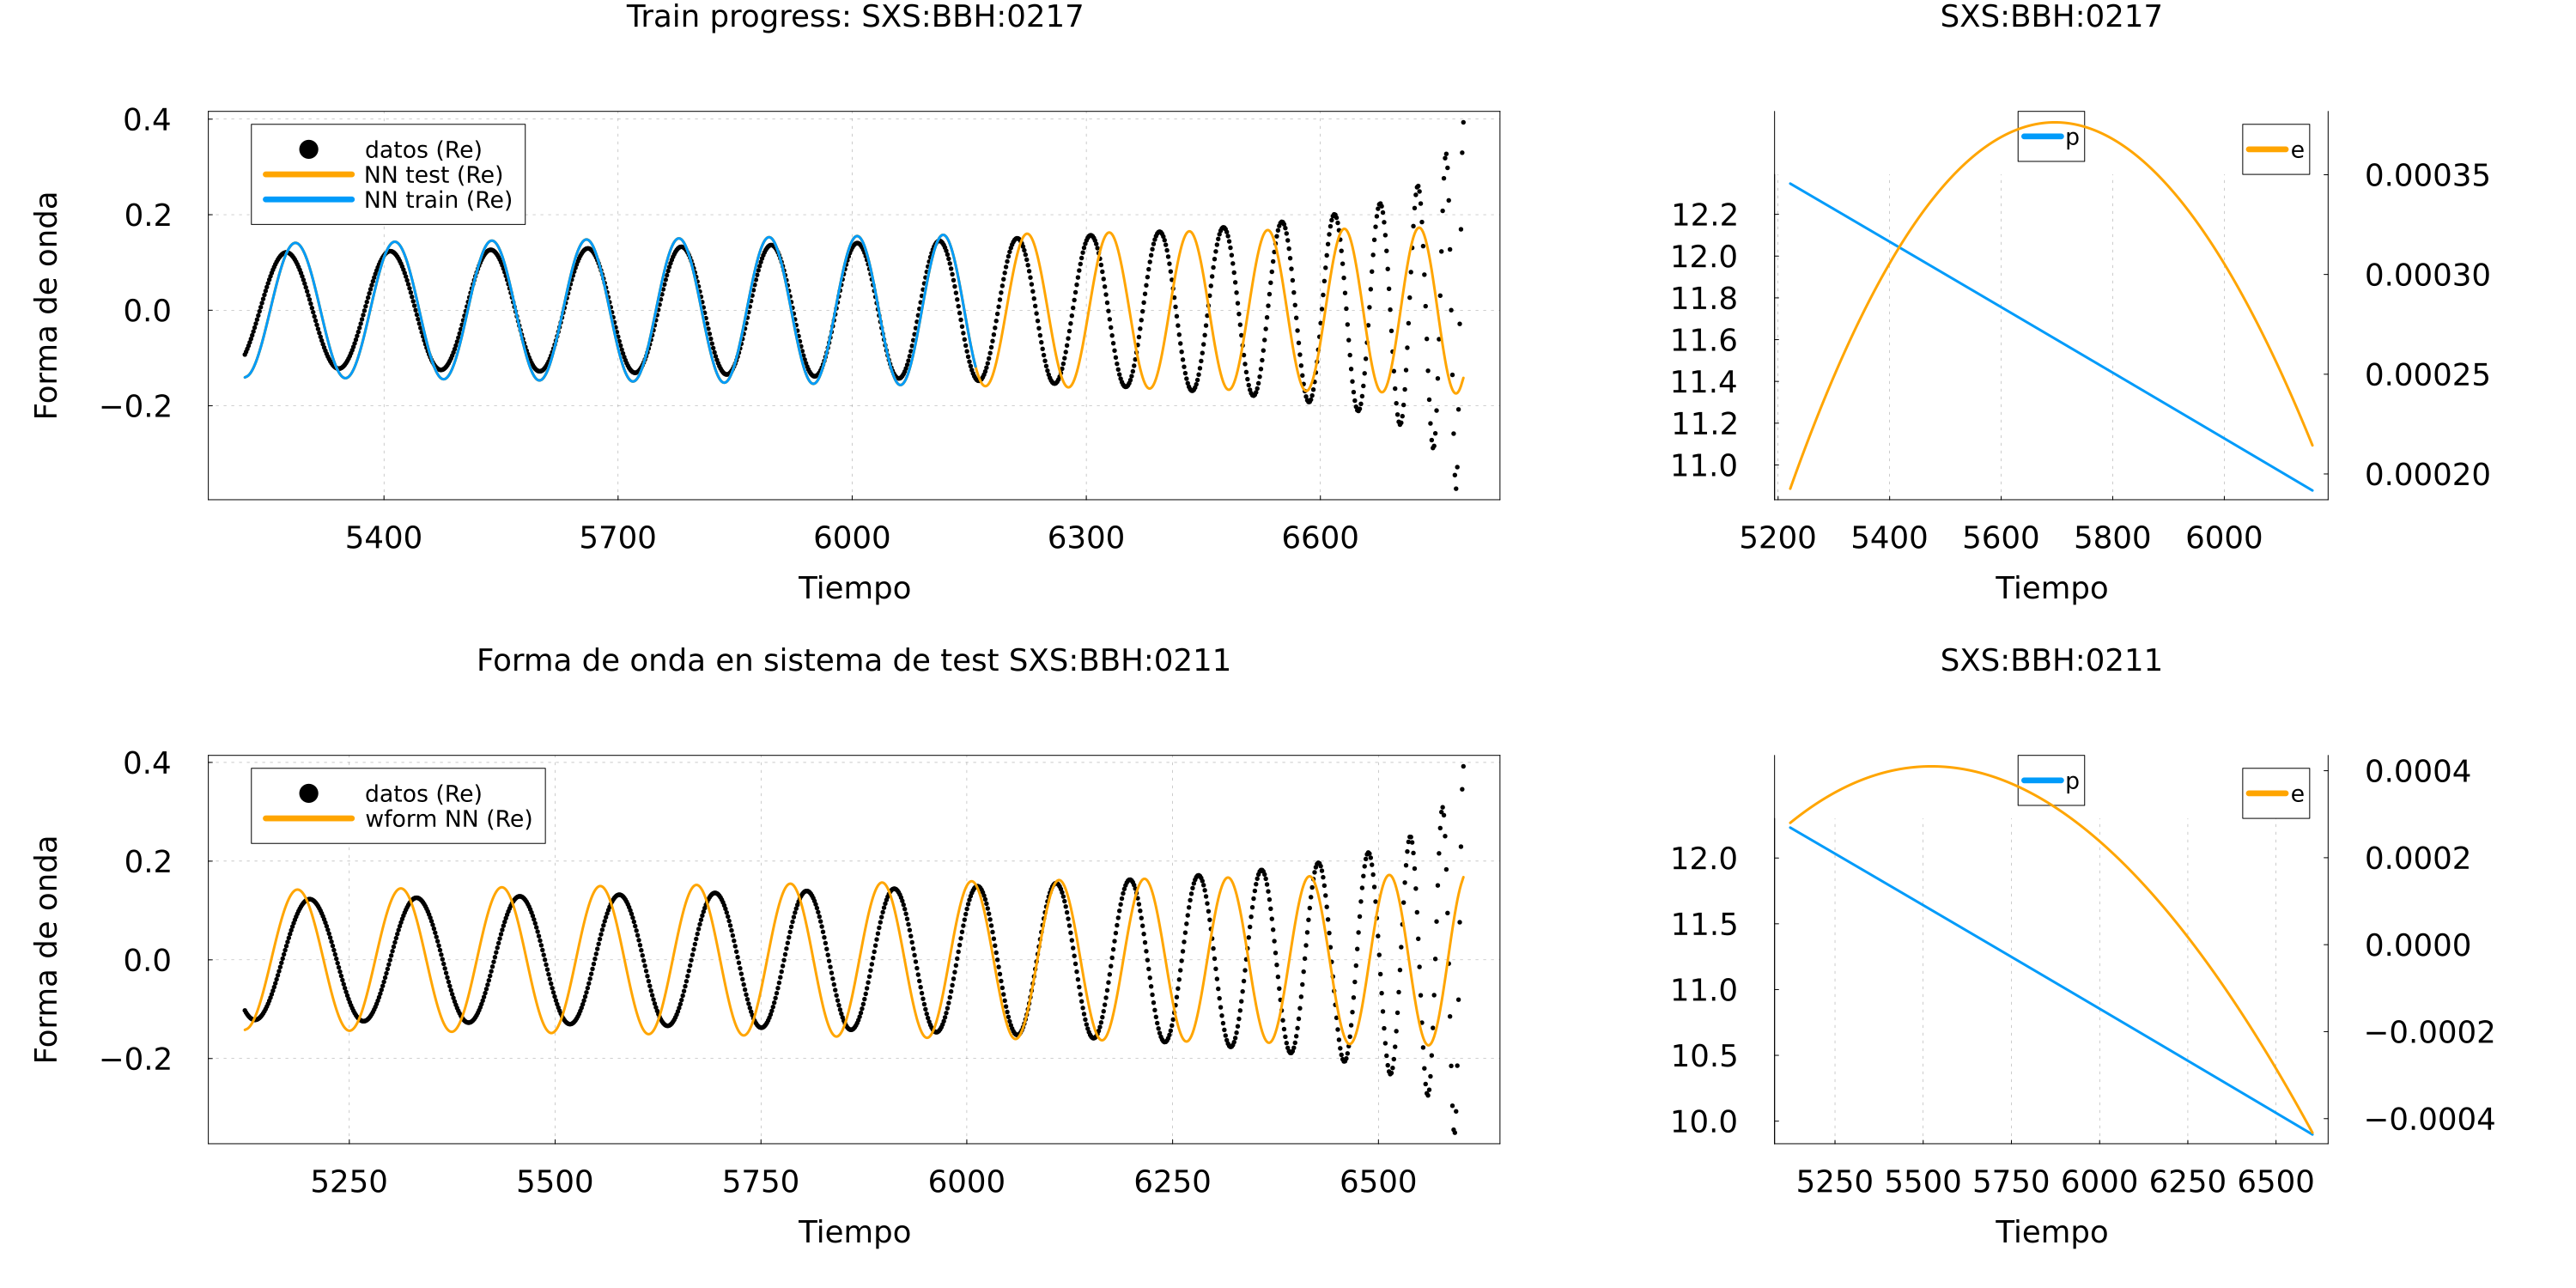 Train progress: SXS:BBH:0217
SXS:BBH:0217
Forma de onda
0.4
0.2
0.0
−0.2
datos (Re)
NN test (Re)
NN train (Re)
5400 5700 6000 6300 6600
Tiempo
12.2
12.0
11.8
11.6
11.4
11.2
11.0
p
e
0.00035
0.00030
0.00025
0.00020
5200 5400 5600 5800 6000
Tiempo
Forma de onda en sistema de test SXS:BBH:0211
SXS:BBH:0211
Forma de onda
0.4
0.2
0.0
−0.2
datos (Re)
wform NN (Re)
5250 5500 5750 6000 6250 6500
Tiempo
12.0
11.5
11.0
10.5
10.0
p
e
0.0004
0.0002
0.0000
−0.0002
−0.0004
5250 5500 5750 6000 6250 6500
Tiempo